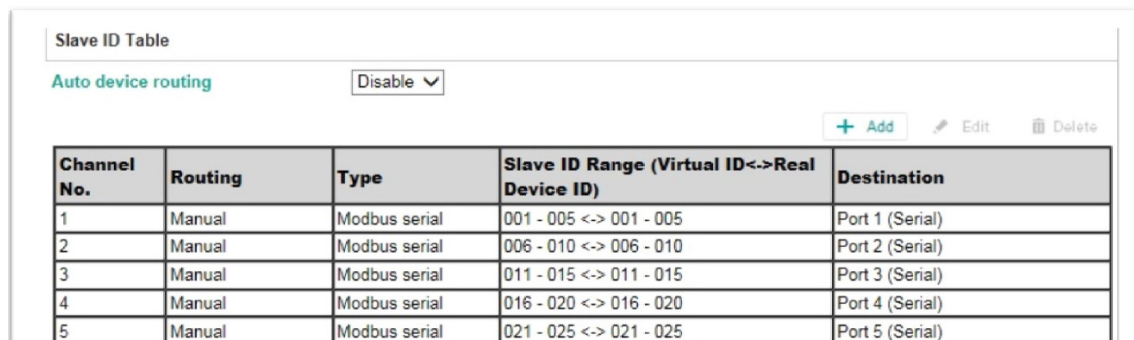 Slave ID Table
Auto device routing Disable
+ Add Edit Delete
Channel No. Routing Type Slave ID Range (Virtual ID<->Real Device ID) Destination
1 Manual Modbus serial 001 - 005 <-> 001 - 005 Port 1 (Serial)
2 Manual Modbus serial 006 - 010 <-> 006 - 010 Port 2 (Serial)
3 Manual Modbus serial 011 - 015 <-> 011 - 015 Port 3 (Serial)
4 Manual Modbus serial 016 - 020 <-> 016 - 020 Port 4 (Serial)
5 Manual Modbus serial 021 - 025 <-> 021 - 025 Port 5 (Serial)